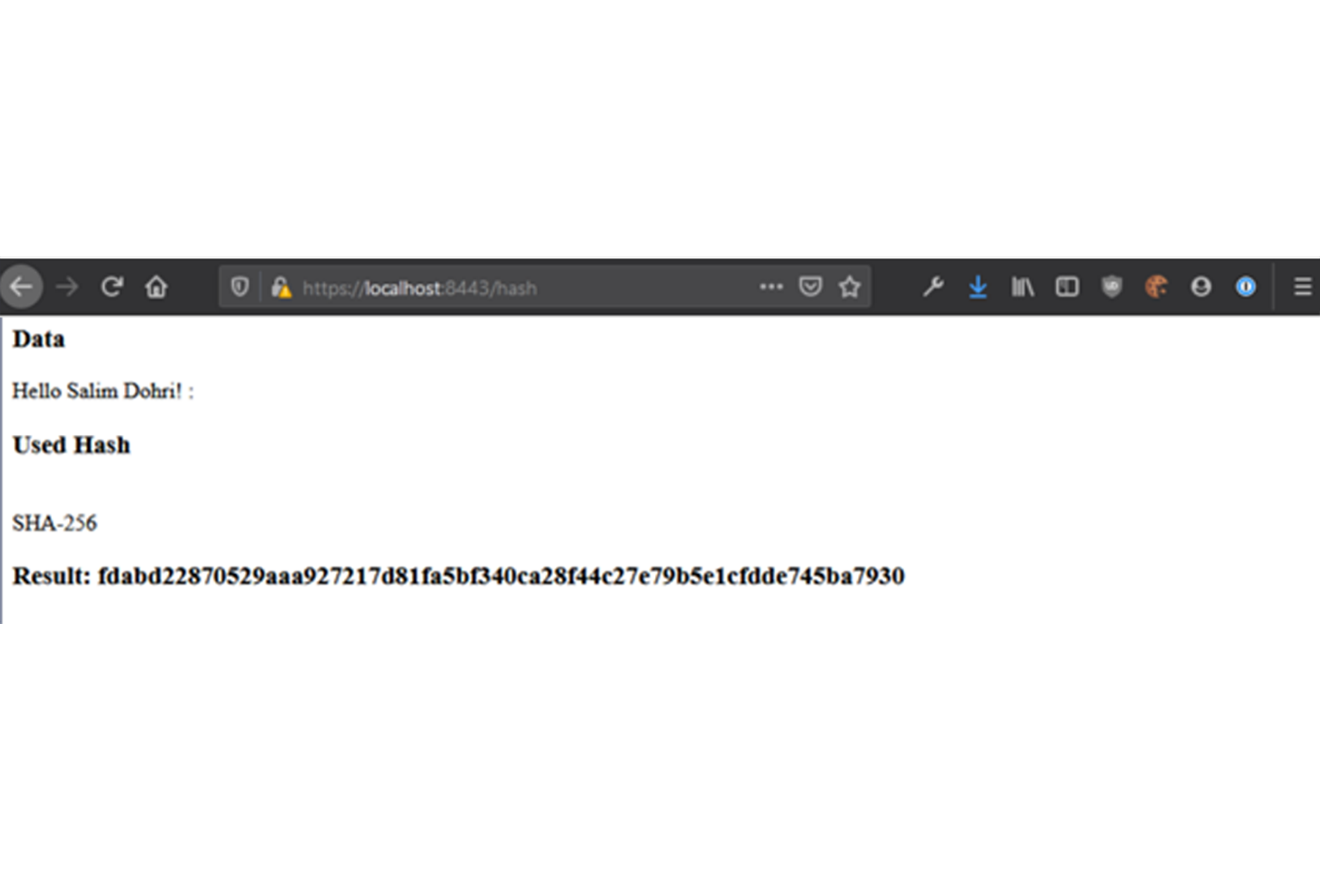 https://localhost:8443/hash
Data
Hello Salim Dohri! :
Used Hash
SHA-256
Result: fdabd22870529aaa927217d81fa5bf340ca28f44c27e79b5e1cfdde745ba7930